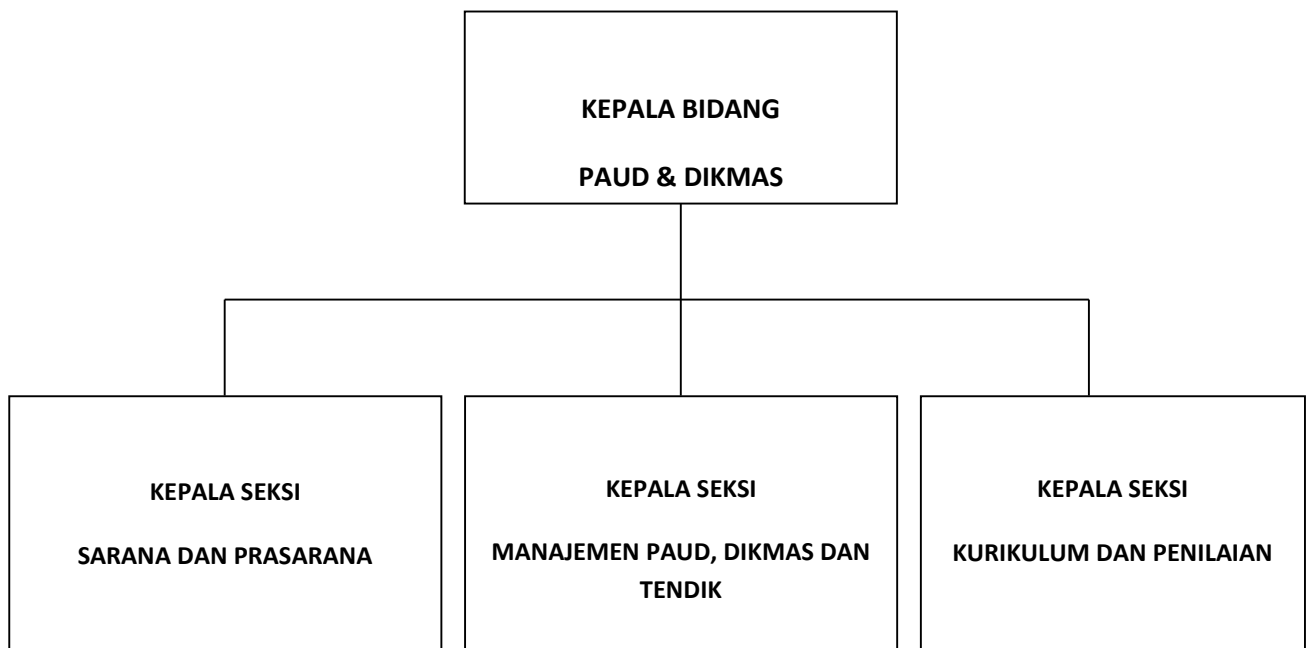 KEPALA BIDANG
PAUD & DIKMAS
KEPALA SEKSI
SARANA DAN PRASARANA
KEPALA SEKSI
MANAJEMEN PAUD, DIKMAS DAN
TENDIK
KEPALA SEKSI
KURIKULUM DAN PENILAIAN